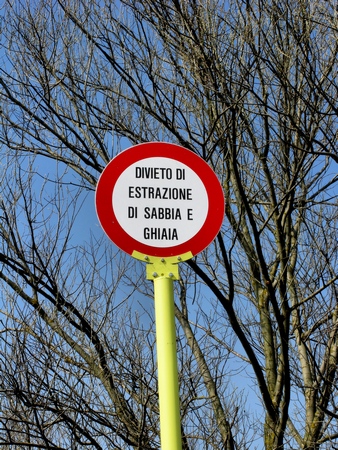 DIVIETO DI
ESTRAZIONE
DI SABBIA E
GHIAIA